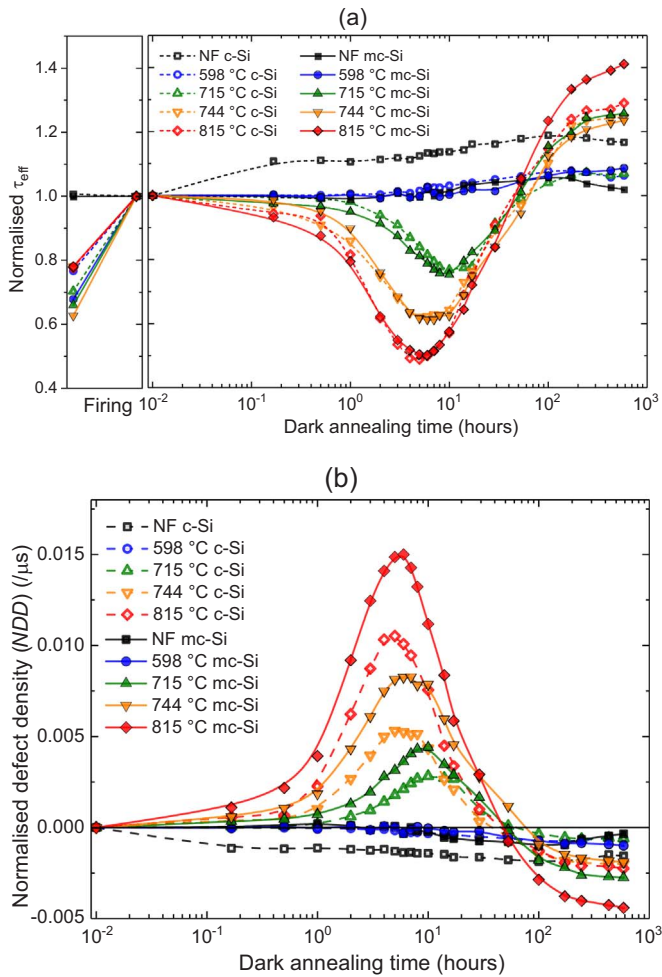 (a)
NF c-Si
598 °C c-Si
715 °C c-Si
744 °C c-Si
815 °C c-Si
NF mc-Si
598 °C mc-Si
715 °C mc-Si
744 °C mc-Si
815 °C mc-Si
Normalised τeff
1.4
1.2
1.0
0.8
0.6
0.4
Firing
10⁻² 10⁻¹ 10⁰ 10¹ 10² 10³
Dark annealing time (hours)
(b)
NF c-Si
598 °C c-Si
715 °C c-Si
744 °C c-Si
815 °C c-Si
NF mc-Si
598 °C mc-Si
715 °C mc-Si
744 °C mc-Si
815 °C mc-Si
Normalised defect density (NDD) (/μs)
0.015
0.010
0.005
0.000
-0.005
10⁻² 10⁻¹ 10⁰ 10¹ 10² 10³
Dark annealing time (hours)